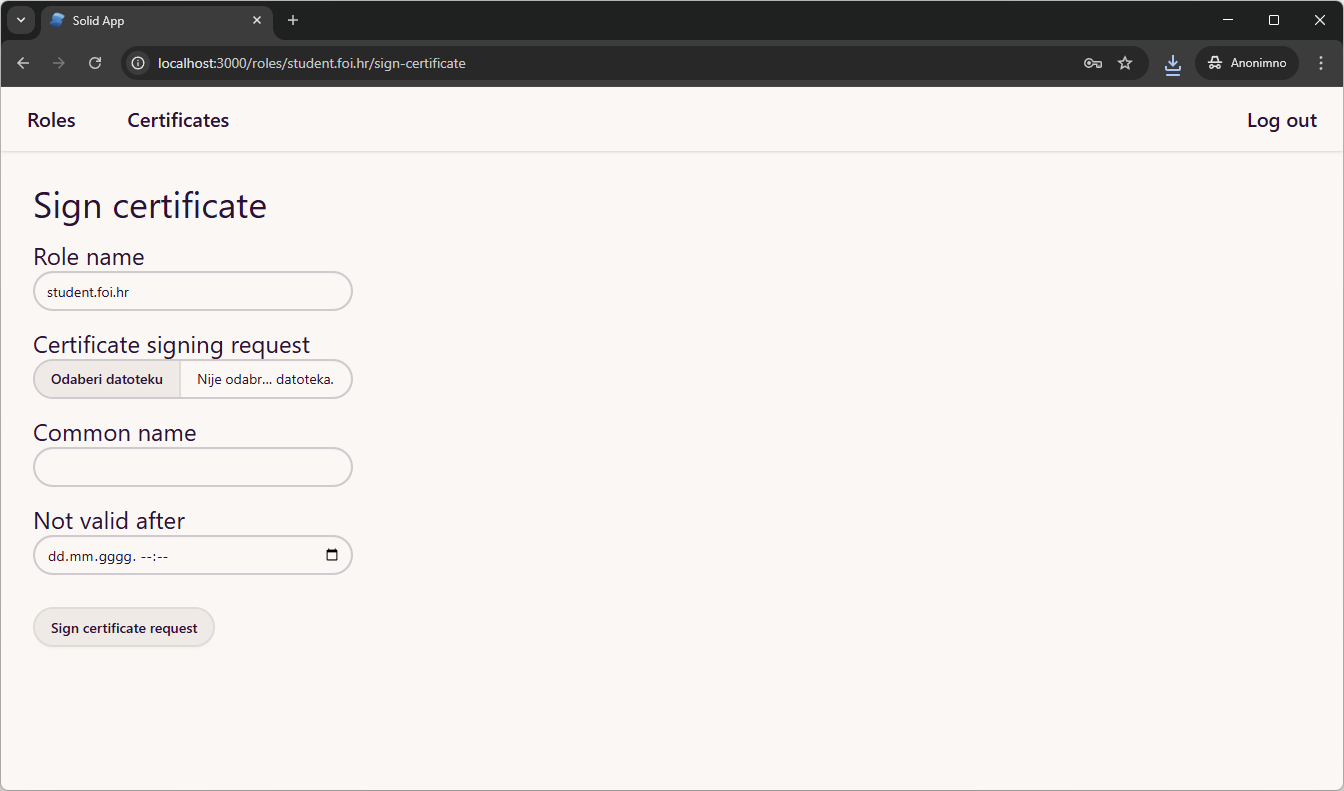 Solid App
localhost:3000/roles/student.foi.hr/sign-certificate
Anonimno
Roles
Certificates
Log out
Sign certificate
Role name
student.foi.hr
Certificate signing request
Odaberi datoteku
Nije odabr... datoteka.
Common name
Not valid after
dd.mm.gggg. --:--
Sign certificate request